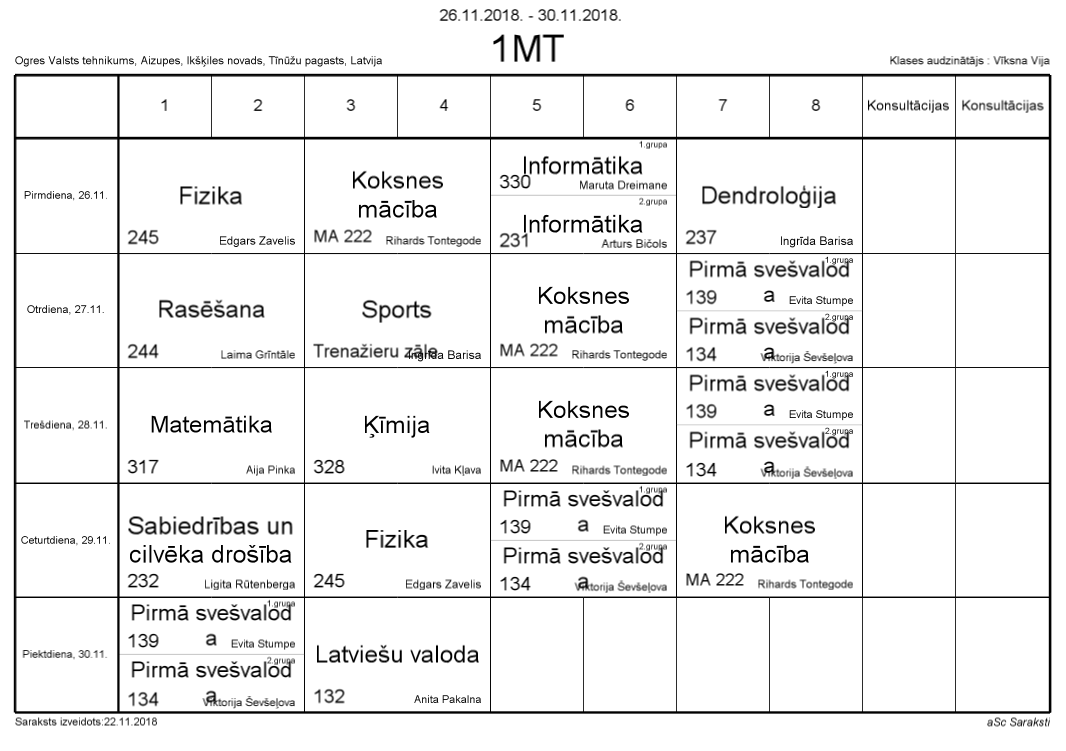 26.11.2018. - 30.11.2018.
1MT
Ogres Valsts tehnikums, Aizupes, Ikšķiles novads, Tīnūžu pagasts, Latvija
Klases audzinātājs : Vīksna Vija
1 2 3 4 5 6 7 8 Konsultācijas Konsultācijas
Pirmdiena, 26.11.
Fizika
245 Edgars Zavelis
Koksnes
mācība
MA 222 Rihards Tontegode
1.grupa
Informātika
330 Maruta Dreimane
2.grupa
Informātika
231 Arturs Bičols
Dendroloģija
237 Ingrīda Barisa
Otrdiena, 27.11.
Rasēšana
244 Laima Grīntāle
Sports
Trenažieru zāle Ingrīda Barisa
Koksnes
mācība
MA 222 Rihards Tontegode
1.grupa
Pirmā svešvalod
a
139 Evita Stumpe
2.grupa
Pirmā svešvalod
a
134 Viktorija Ševšeļova
Trešdiena, 28.11.
Matemātika
317 Aija Pinka
Ķīmija
328 Ivita Kļava
Koksnes
mācība
MA 222 Rihards Tontegode
1.grupa
Pirmā svešvalod
a
139 Evita Stumpe
2.grupa
Pirmā svešvalod
a
134 Viktorija Ševšeļova
Ceturtdiena, 29.11.
Sabiedrības un
cilvēka drošība
232 Ligita Rūtenberga
Fizika
245 Edgars Zavelis
1.grupa
Pirmā svešvalod
a
139 Evita Stumpe
2.grupa
Pirmā svešvalod
a
134 Viktorija Ševšeļova
Koksnes
mācība
MA 222 Rihards Tontegode
Piektdiena, 30.11.
1.grupa
Pirmā svešvalod
a
139 Evita Stumpe
2.grupa
Pirmā svešvalod
a
134 Viktorija Ševšeļova
Latviešu valoda
132 Anita Pakalna
Saraksts izveidots:22.11.2018
aSc Saraksti